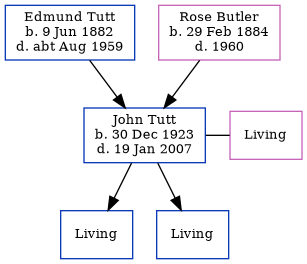 Edmund Tutt
b. 9 Jun 1882
d. abt Aug 1959
Rose Butler
b. 29 Feb 1884
d. 1960
John Tutt
b. 30 Dec 1923
d. 19 Jan 2007
Living
Living
Living